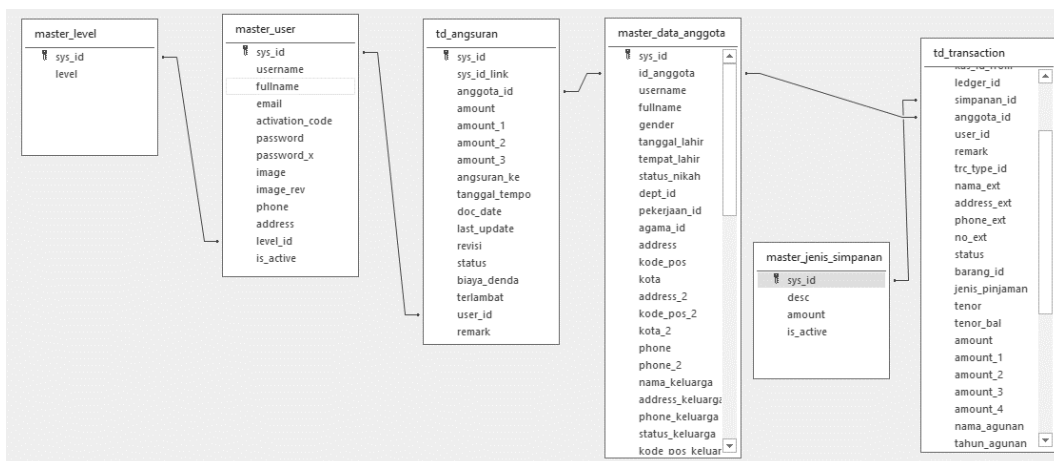 master_level
sys_id
level
master_user
sys_id
username
fullname
email
activation_code
password
password_x
image
image_rev
phone
address
level_id
is_active
td_angsuran
sys_id
sys_id_link
anggota_id
amount
amount_1
amount_2
amount_3
angsuran_ke
tanggal_tempo
doc_date
last_update
revisi
status
biaya_denda
terlambat
user_id
remark
master_data_anggota
sys_id
id_anggota
username
fullname
gender
tanggal_lahir
tempat_lahir
status_nikah
dept_id
pekerjaan_id
agama_id
address
kode_pos
kota
address_2
kode_pos_2
kota_2
phone
phone_2
nama_keluarga
address_keluarga
phone_keluarga
status_keluarga
kode_pos_keluar
master_jenis_simpanan
sys_id
desc
amount
is_active
td_transaction
ledger_id
simpanan_id
anggota_id
user_id
remark
trc_type_id
nama_ext
address_ext
phone_ext
no_ext
status
barang_id
jenis_pinjaman
tenor
tenor_bal
amount
amount_1
amount_2
amount_3
amount_4
nama_agunan
tahun_agunan